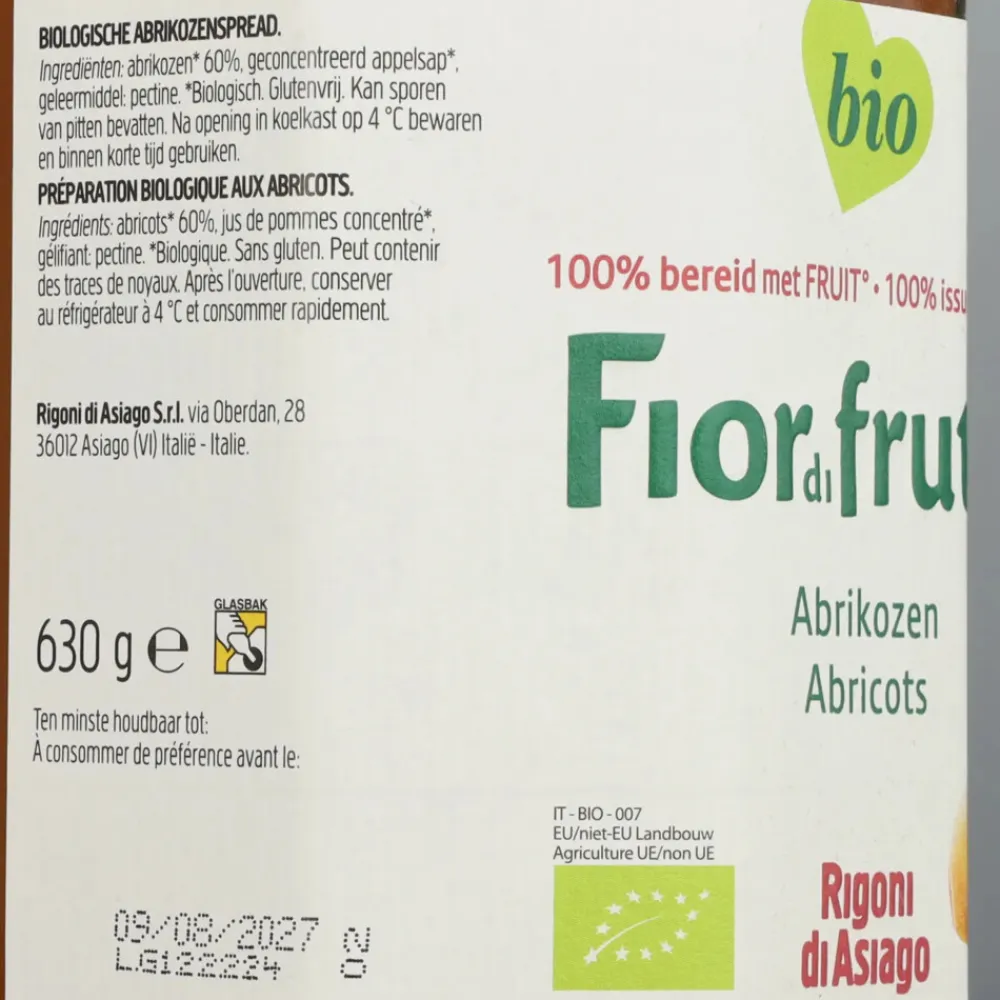 BIOLOGISCHE ABRIKOZENSPREAD.
Ingrediënten: abrikozen* 60%, geconcentreerd appelsap*,
geleermiddel: pectine. *Biologisch. Glutenvrij. Kan sporen
van pitten bevatten. Na opening in koelkast op 4 °C bewaren
en binnen korte tijd gebruiken.
PRÉPARATION BIOLOGIQUE AUX ABRICOTS.
Ingrédients: abricots* 60%, jus de pommes concentré*,
gélifiant: pectine. *Biologique. Sans gluten. Peut contenir
des traces de noyaux. Après l'ouverture, conserver
au réfrigérateur à 4 °C et consommer rapidement.
Rigoni di Asiago S.r.l. via Oberdan, 28
36012 Asiago (VI) Italië - Italie.
630 g e
GLASBAK
Ten minste houdbaar tot:
À consommer de préférence avant le:
09/08/2027
L.G122224
02
bio
100% bereid met FRUIT° • 100% issu
Fior di frut
Abrikozen
Abricots
IT - BIO - 007
EU/niet-EU Landbouw
Agriculture UE/non UE
Rigoni
di Asiago